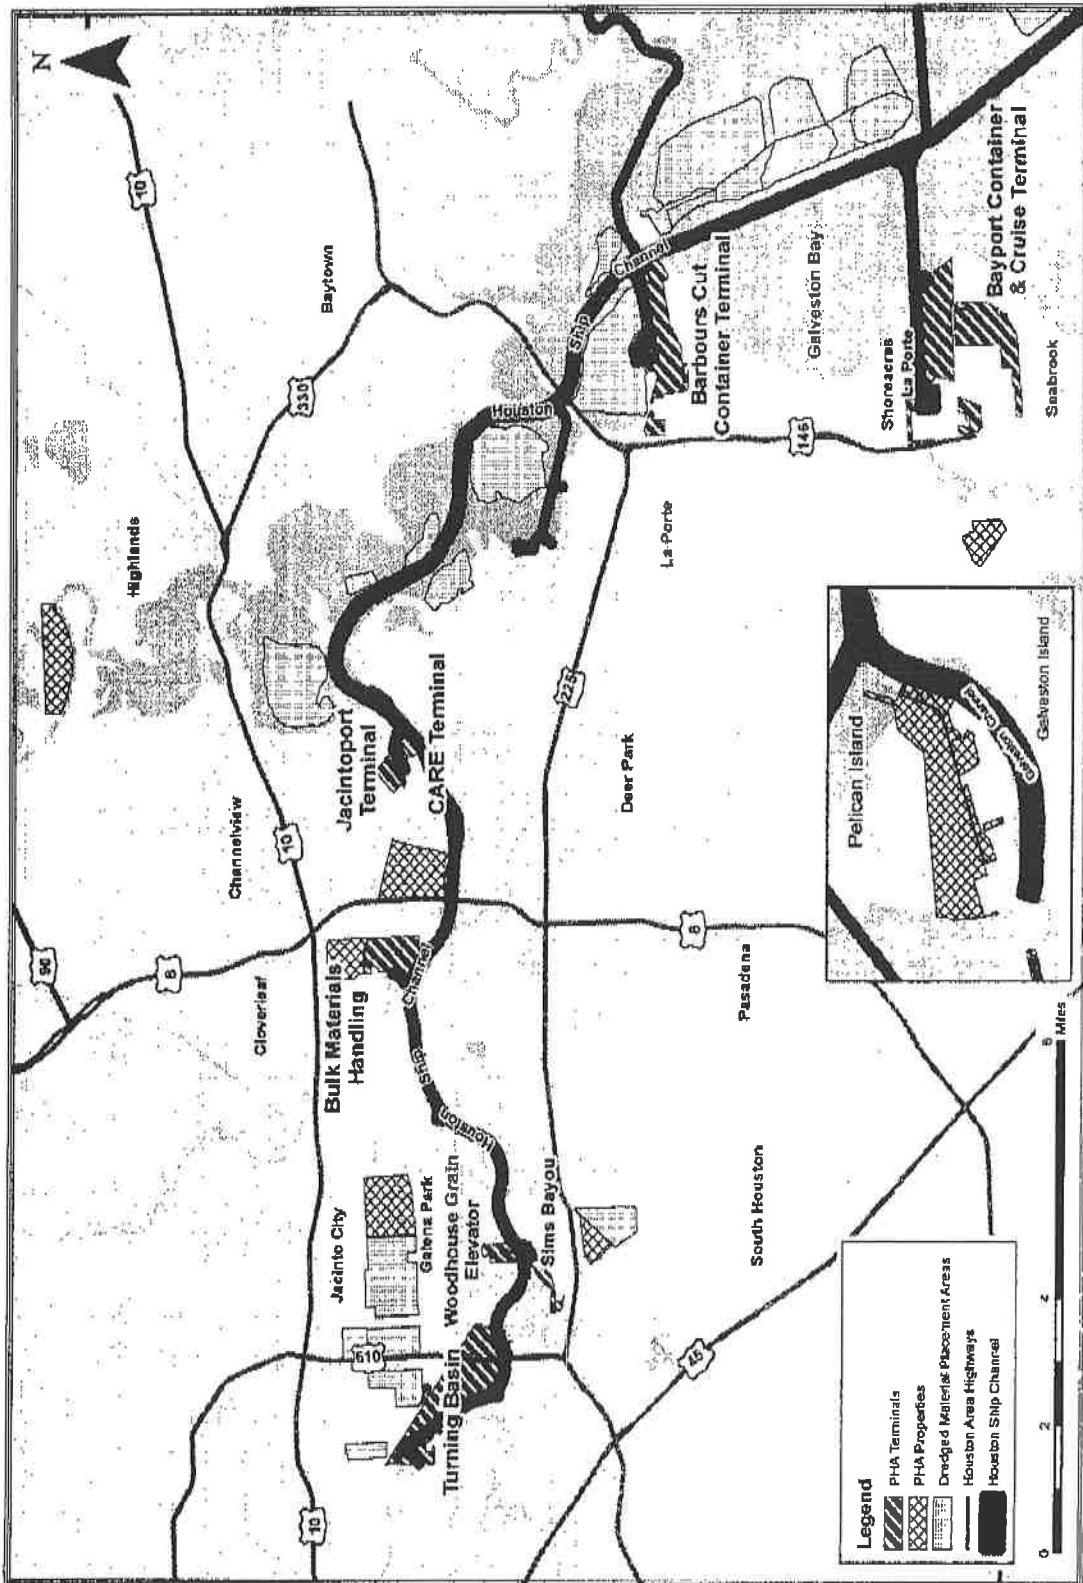 N
10
Highlands
90
8
Channelview
10
330
Baytown
Cloverleaf
Bulk Materials
Handling
Jacintoport
Terminal
CARE Terminal
Jacinto City
Galena Park
Woodhouse Grain
Elevator
610
Turning Basin
10
Sims Bayou
Houston
Ship
Channel
Houston
Ship
Channel
Barbours Cut
Container Terminal
Galveston Bay
Bayport Container
& Cruise Terminal
Shoreacres
La Porte
Seabrook
146
La Porte
225
Deer Park
8
Pasadena
South Houston
45
Pelican Island
Galveston Channel
Galveston Island
Legend
PHA Terminals
PHA Properties
Dredged Material Placement Areas
Houston Area Highways
Houston Ship Channel
0 2 4 8
Miles